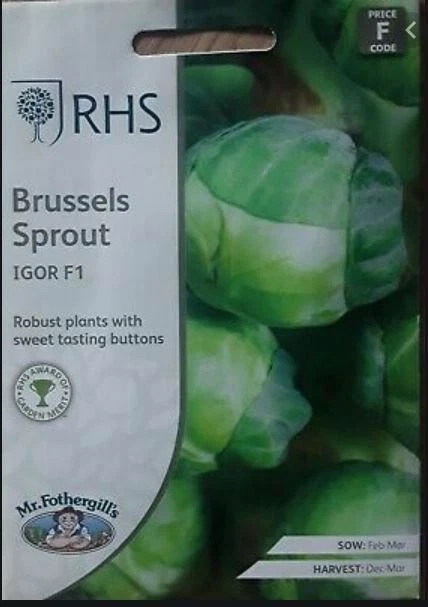 PRICE
F
CODE
RHS
Brussels
Sprout
IGOR F1
Robust plants with
sweet tasting buttons
RHS AWARD OF
GARDEN MERIT
Mr.Fothergill's
SOW: Feb-Mar
HARVEST: Dec-Mar